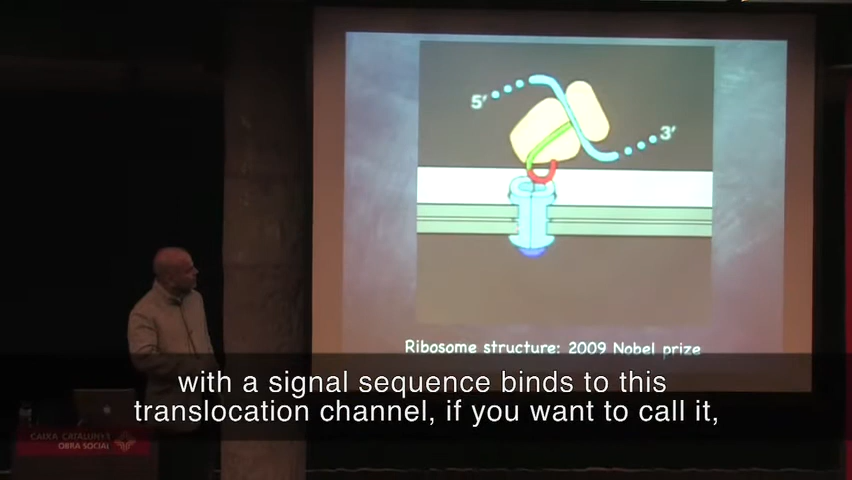 5′
3′
Ribosome structure: 2009 Nobel prize
with a signal sequence binds to this
translocation channel, if you want to call it,
CAIXA CATALUNYA
OBRA SOCIAL